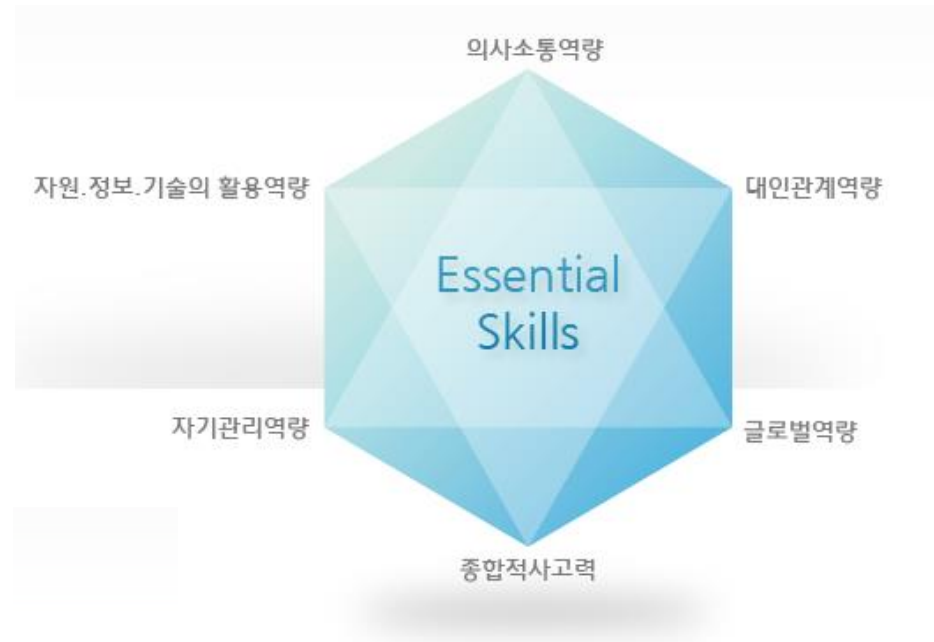 의사소통역량
자원.정보.기술의 활용역량
대인관계역량
Essential
Skills
자기관리역량
글로벌역량
종합적사고력